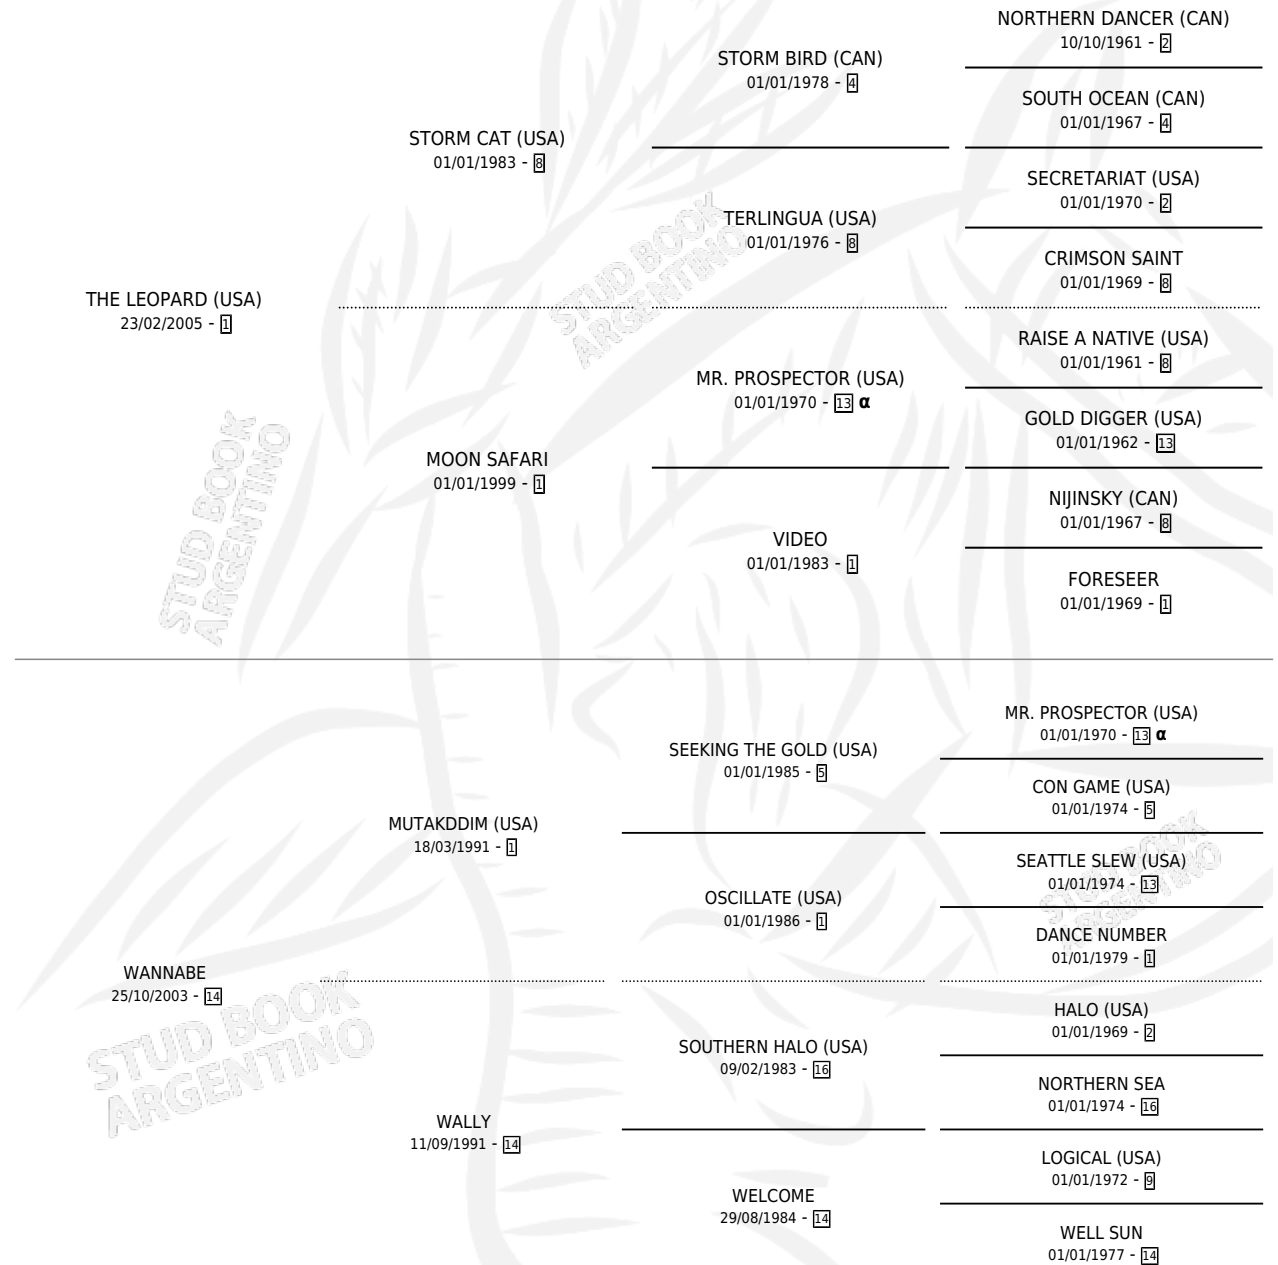 NORTHERN DANCER (CAN)
10/10/1961 - 2
STORM BIRD (CAN)
01/01/1978 - 4
SOUTH OCEAN (CAN)
01/01/1967 - 4
STORM CAT (USA)
01/01/1983 - 8
SECRETARIAT (USA)
01/01/1970 - 2
TERLINGUA (USA)
01/01/1976 - 8
CRIMSON SAINT
01/01/1969 - 8
THE LEOPARD (USA)
23/02/2005 - 1
RAISE A NATIVE (USA)
01/01/1961 - 8
MR. PROSPECTOR (USA)
01/01/1970 - 13 α
GOLD DIGGER (USA)
01/01/1962 - 13
MOON SAFARI
01/01/1999 - 1
NIJINSKY (CAN)
01/01/1967 - 8
VIDEO
01/01/1983 - 1
FORESEER
01/01/1969 - 1
MR. PROSPECTOR (USA)
01/01/1970 - 13 α
SEEKING THE GOLD (USA)
01/01/1985 - 5
CON GAME (USA)
01/01/1974 - 5
MUTAKDDIM (USA)
18/03/1991 - 1
SEATTLE SLEW (USA)
01/01/1974 - 13
OSCILLATE (USA)
01/01/1986 - 1
DANCE NUMBER
01/01/1979 - 1
WANNABE
25/10/2003 - 14
HALO (USA)
01/01/1969 - 2
SOUTHERN HALO (USA)
09/02/1983 - 16
NORTHERN SEA
01/01/1974 - 16
WALLY
11/09/1991 - 14
LOGICAL (USA)
01/01/1972 - 9
WELCOME
29/08/1984 - 14
WELL SUN
01/01/1977 - 14
STUD BOOK
ARGENTINO
STUD BOOK
ARGENTINO
STUD BOOK
ARGENTINO
STUD BOOK
ARGENTINO